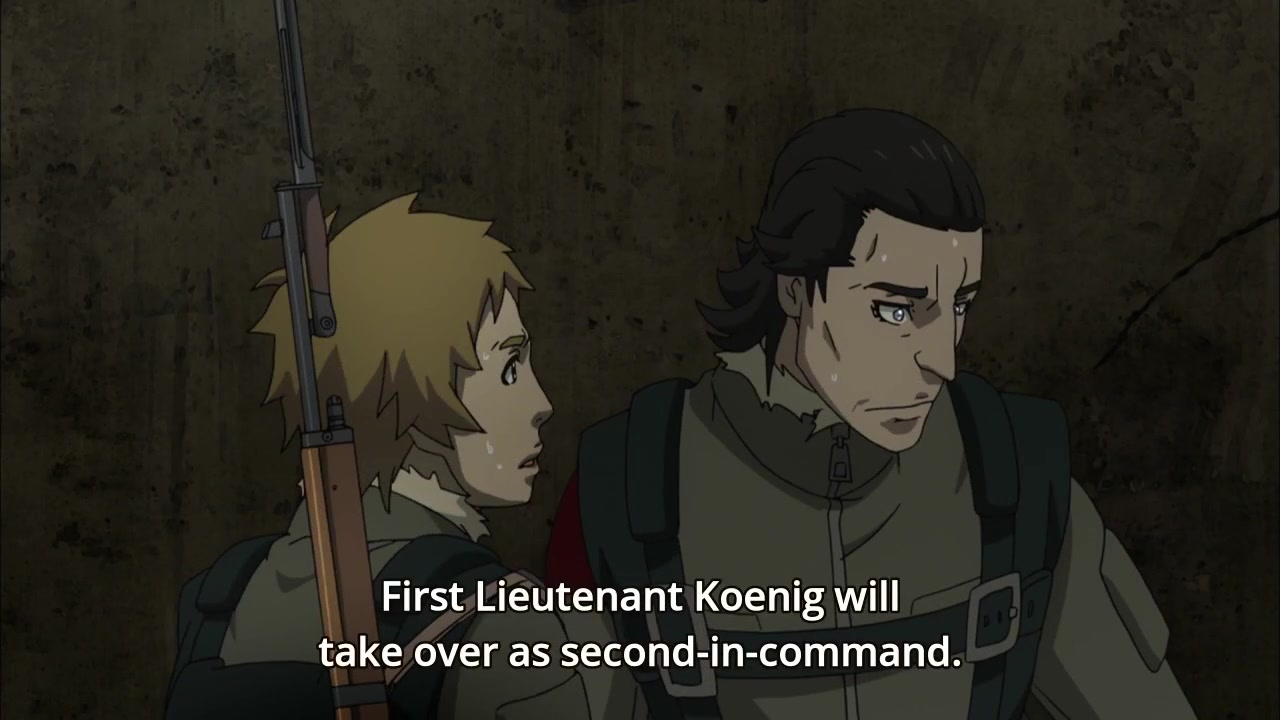 First Lieutenant Koenig will
take over as second-in-command.